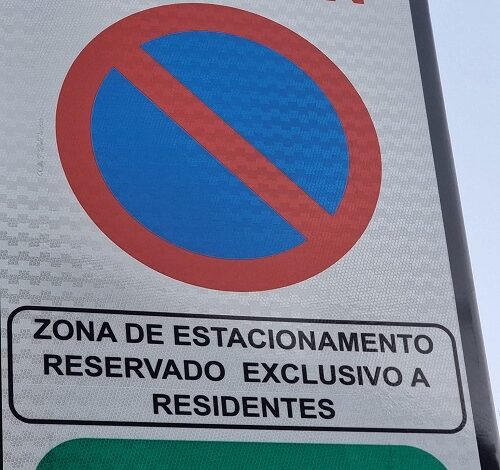 ZONA DE ESTACIONAMENTO
RESERVADO EXCLUSIVO A
RESIDENTES